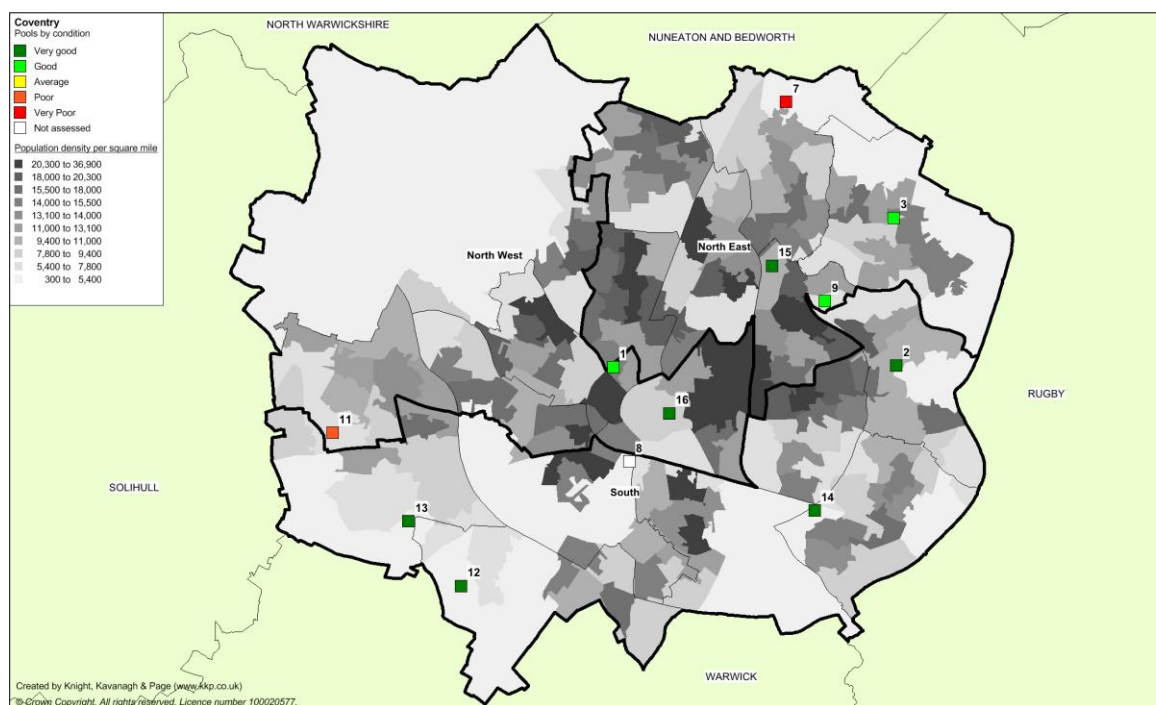 Coventry
Pools by condition
Very good
Good
Average
Poor
Very Poor
Not assessed
Population density per square mile
20,300 to 36,900
18,000 to 20,300
15,500 to 18,000
14,000 to 15,500
13,100 to 14,000
11,000 to 13,100
9,400 to 11,000
7,800 to 9,400
5,400 to 7,800
300 to 5,400
NORTH WARWICKSHIRE
NUNEATON AND BEDWORTH
7
3
North West
North East
15
9
1
2
16
RUGBY
11
8
SOLIHULL
South
14
13
12
WARWICK
Created by Knight, Kavanagh & Page (www.kkp.co.uk)
© Crown Copyright. All rights reserved. Licence number 100020577.